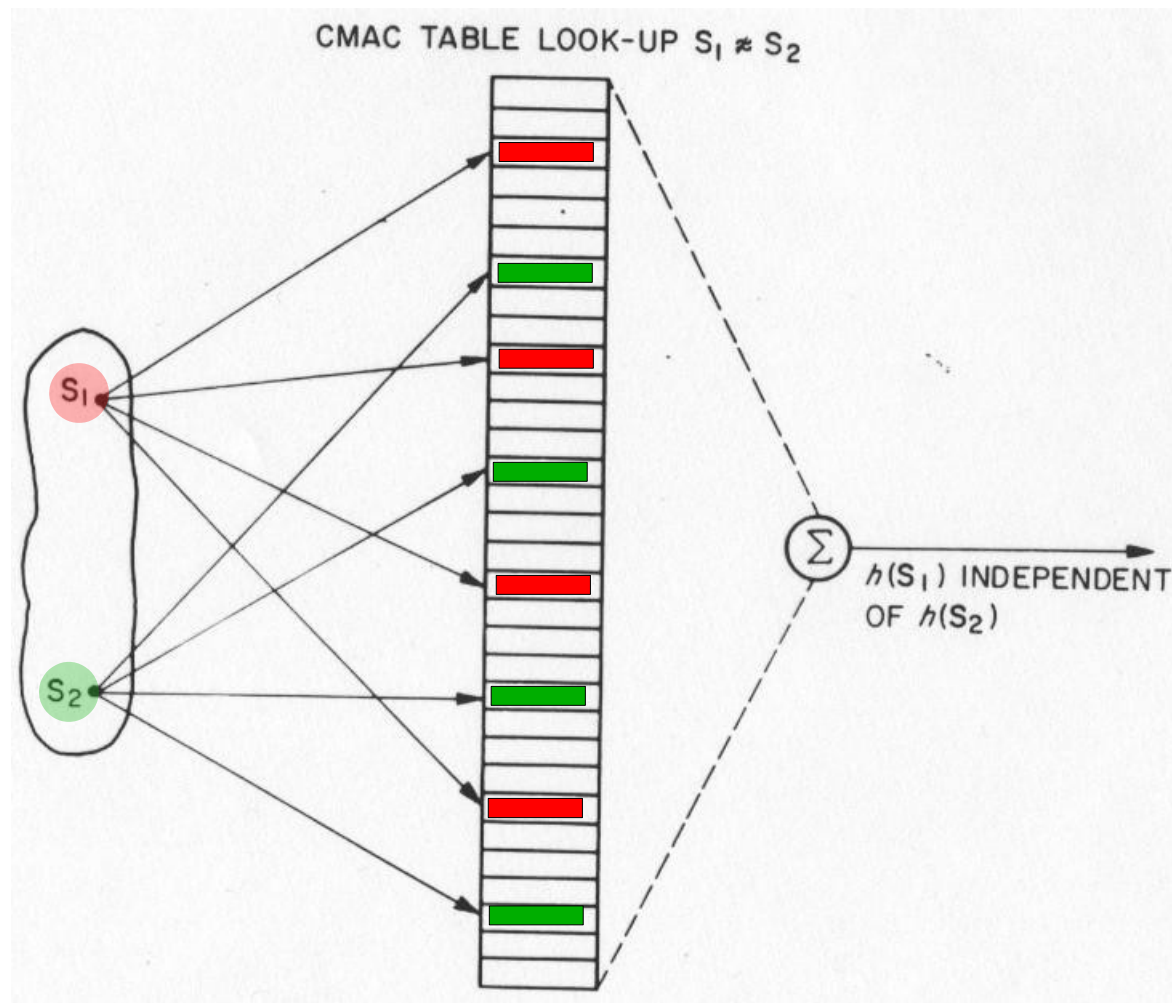 CMAC TABLE LOOK-UP S₁ ≉ S₂
S₁
S₂
Σ
h(S₁) INDEPENDENT
OF h(S₂)